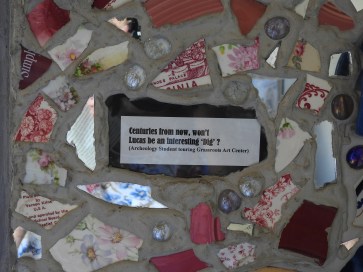 Centuries from now, won't
Lucas be an interesting 'Dig' ?
(Archeology Student touring Grassroots Art Center)